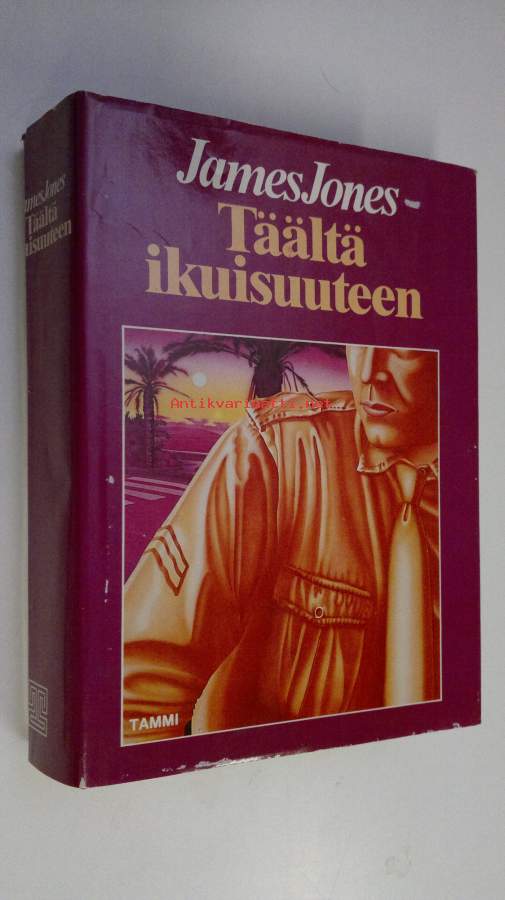 James Jones
Täältä
ikuisuuteen
Antikvariaatti.net
TAMMI
James Jones
Täältä
ikuisuuteen